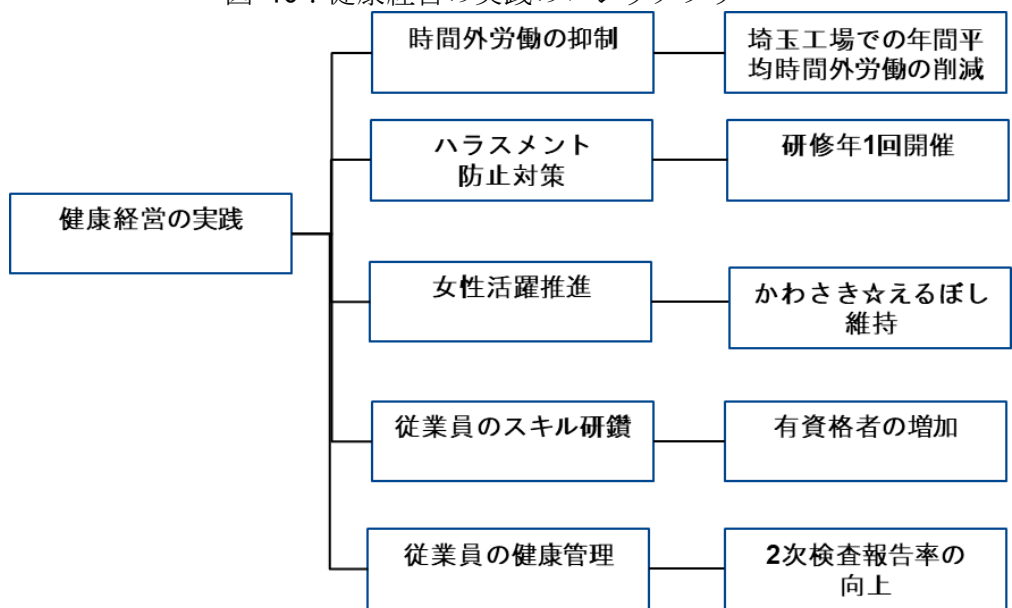 健康経営の実践
時間外労働の抑制
埼玉工場での年間平
均時間外労働の削減
ハラスメント
防止対策
研修年1回開催
女性活躍推進
かわさき☆えるぼし
維持
従業員のスキル研鑽
有資格者の増加
従業員の健康管理
2次検査報告率の
向上